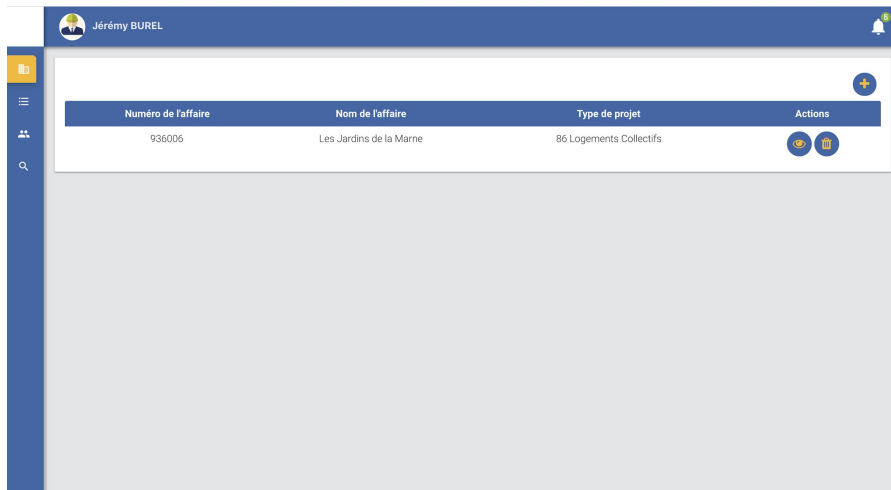 Jérémy BUREL
5
Numéro de l'affaire Nom de l'affaire Type de projet Actions
936006 Les Jardins de la Marne 86 Logements Collectifs